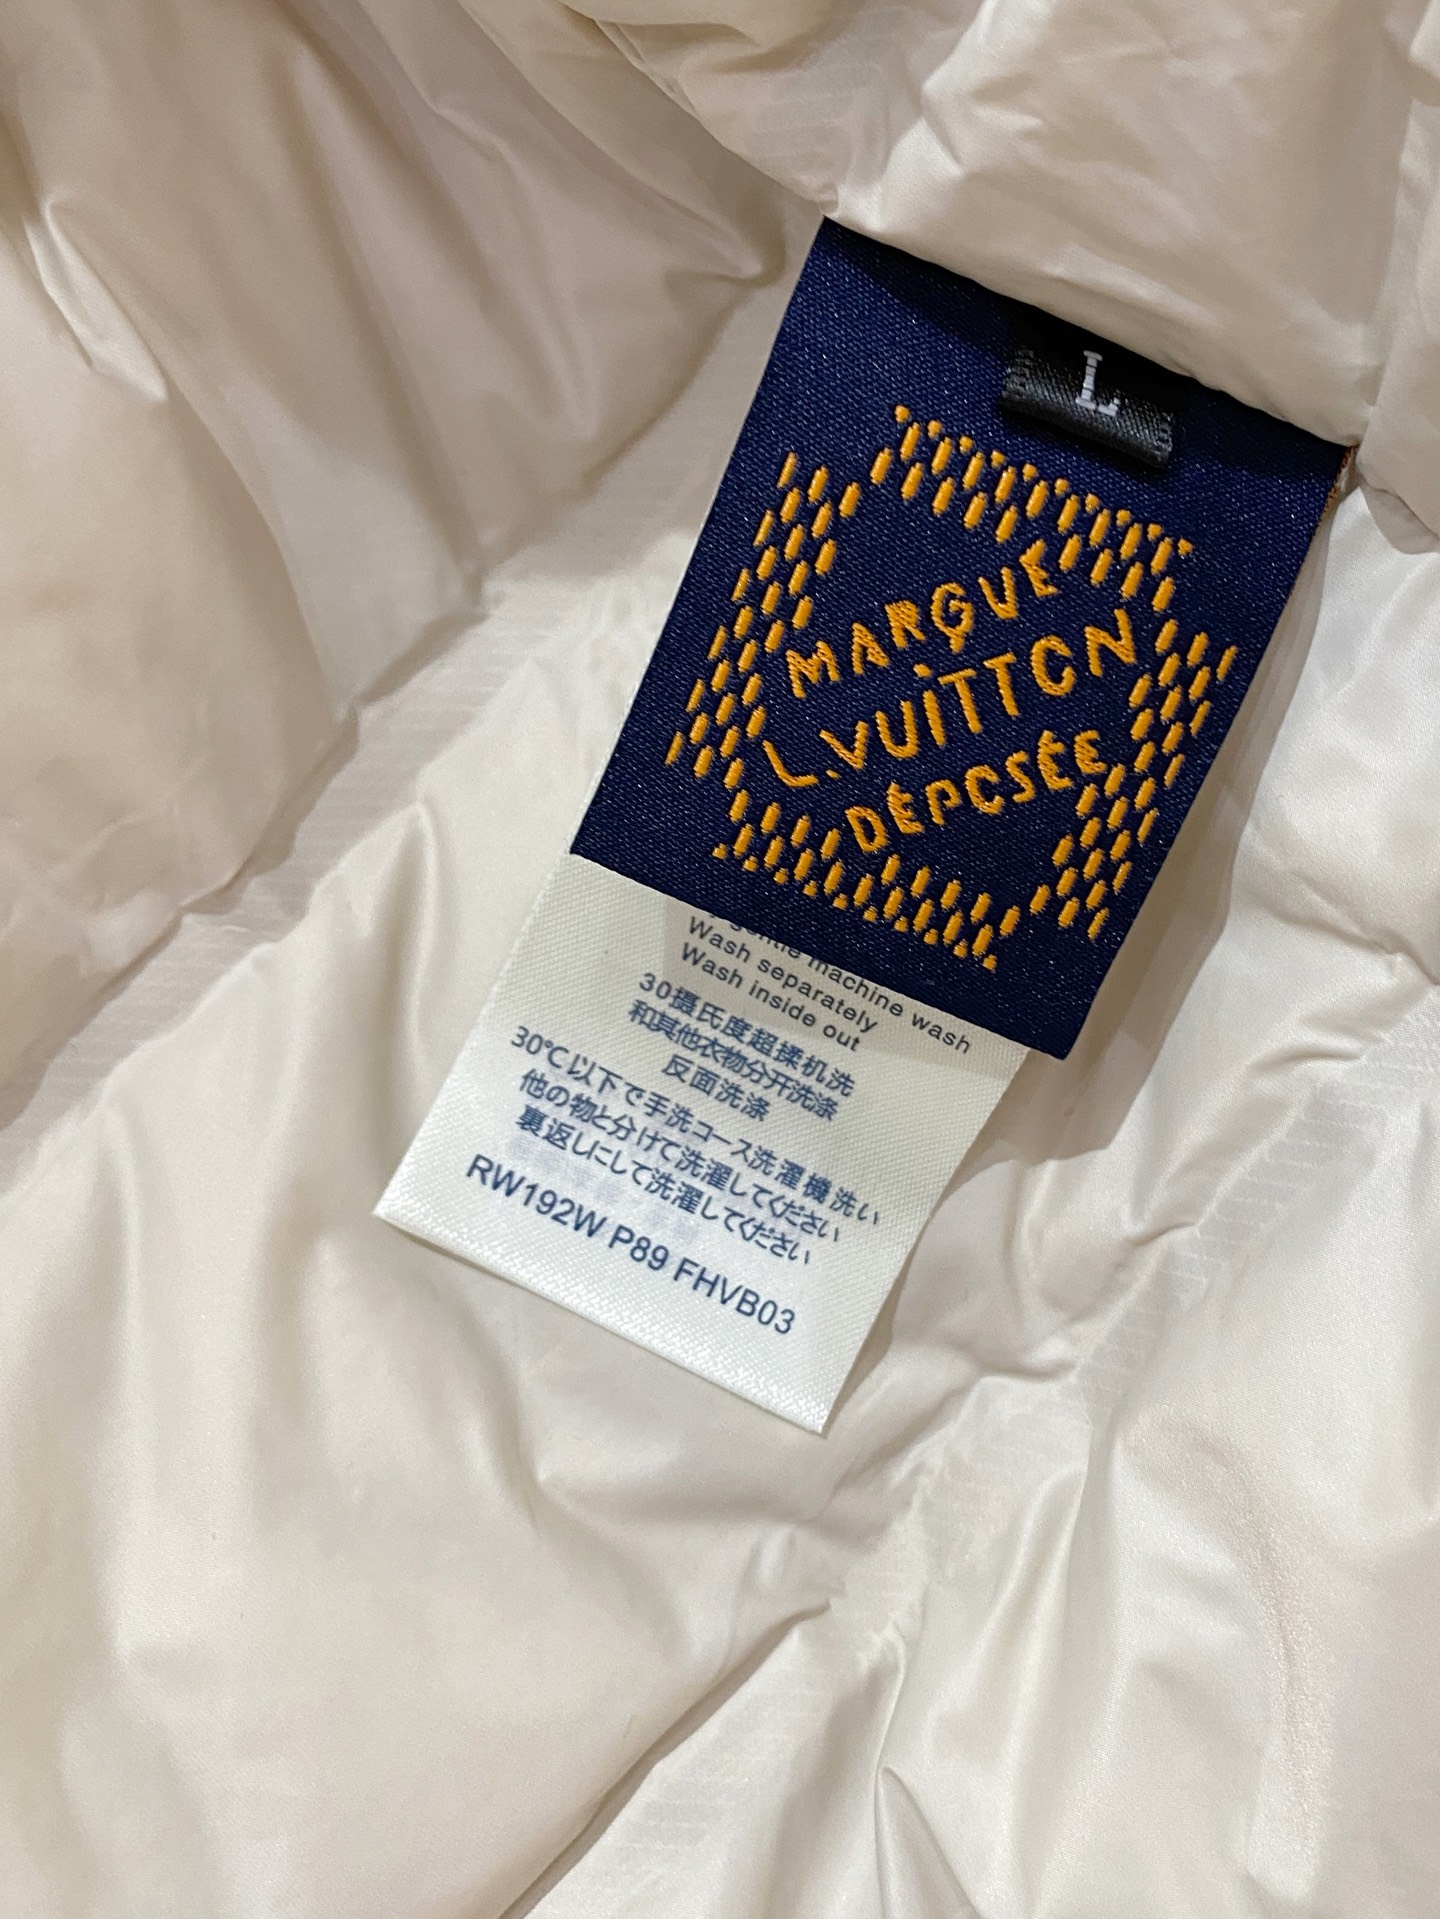 L
MARQUE
L.VUITTON
DÉPOSÉE
gentle machine wash
Wash separately
Wash inside out
30摄氏度超揉机洗
和其他衣物分开洗涤
反面洗涤
30℃以下で手洗コース洗濯機洗い
他の物と分けて洗濯してください
裏返しにして洗濯してください
RW192W P89 FHVB03